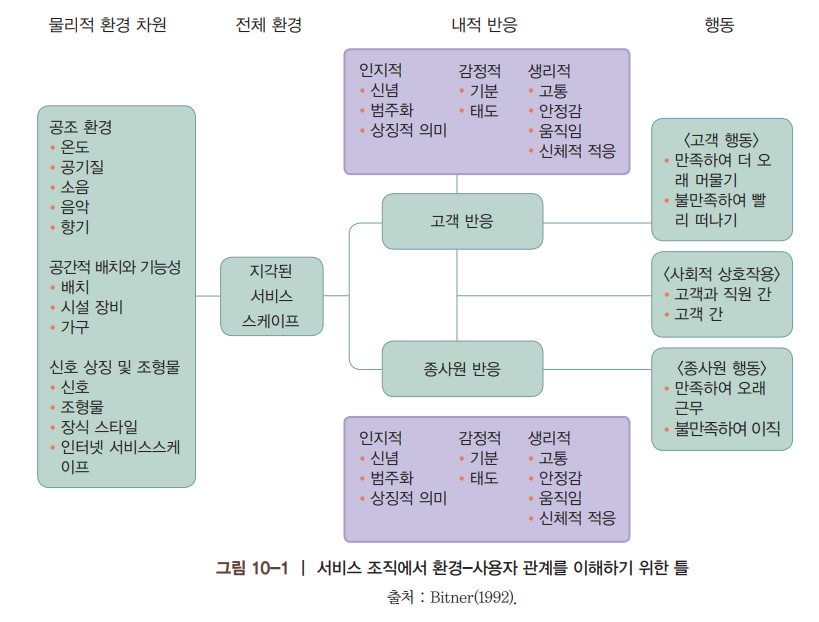 물리적 환경 차원
전체 환경
내적 반응
행동
공조 환경
• 온도
• 공기질
• 소음
• 음악
• 향기
공간적 배치와 기능성
• 배치
• 시설 장비
• 가구
신호 상징 및 조형물
• 신호
• 조형물
• 장식 스타일
• 인터넷 서비스스케
이프
지각된
서비스
스케이프
인지적
• 신념
• 범주화
• 상징적 의미
감정적
• 기분
• 태도
생리적
• 고통
• 안정감
• 움직임
• 신체적 적응
고객 반응
종사원 반응
인지적
• 신념
• 범주화
• 상징적 의미
감정적
• 기분
• 태도
생리적
• 고통
• 안정감
• 움직임
• 신체적 적응
〈고객 행동〉
• 만족하여 더 오
래 머물기
• 불만족하여 빨
리 떠나기
〈사회적 상호작용〉
• 고객과 직원 간
• 고객 간
〈종사원 행동〉
• 만족하여 오래
근무
• 불만족하여 이직
그림 10-1 | 서비스 조직에서 환경-사용자 관계를 이해하기 위한 틀
출처 : Bitner(1992).